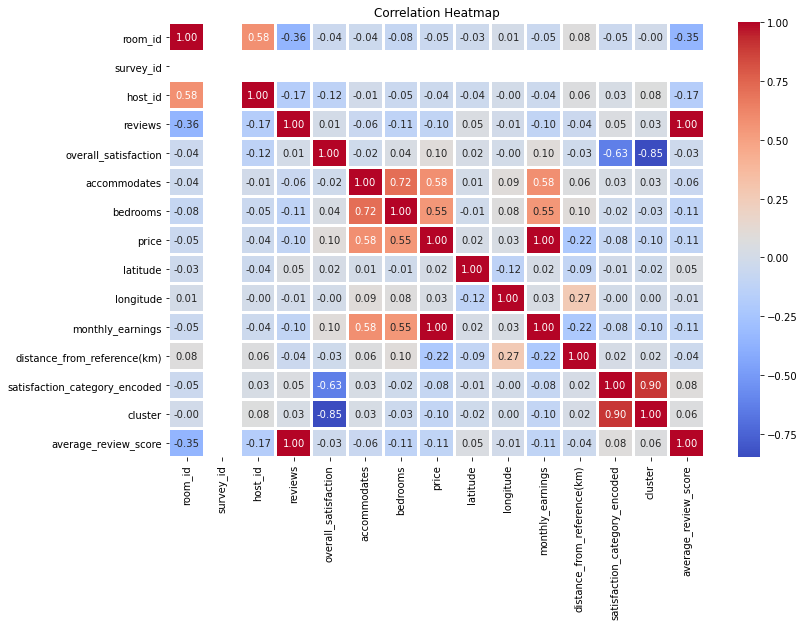 Correlation Heatmap
room_id 1.00 0.58 -0.36 -0.04 -0.04 -0.08 -0.05 -0.03 0.01 -0.05 0.08 -0.05 -0.00 -0.35
survey_id
host_id 0.58 1.00 -0.17 -0.12 -0.01 -0.05 -0.04 -0.04 -0.00 -0.04 0.06 0.03 0.08 -0.17
reviews -0.36 -0.17 1.00 0.01 -0.06 -0.11 -0.10 0.05 -0.01 -0.10 -0.04 0.05 0.03 1.00
overall_satisfaction -0.04 -0.12 0.01 1.00 -0.02 0.04 0.10 0.02 -0.00 0.10 -0.03 -0.63 -0.85 -0.03
accommodates -0.04 -0.01 -0.06 -0.02 1.00 0.72 0.58 0.01 0.09 0.58 0.06 0.03 0.03 -0.06
bedrooms -0.08 -0.05 -0.11 0.04 0.72 1.00 0.55 -0.01 0.08 0.55 0.10 -0.02 -0.03 -0.11
price -0.05 -0.04 -0.10 0.10 0.58 0.55 1.00 0.02 0.03 1.00 -0.22 -0.08 -0.10 -0.11
latitude -0.03 -0.04 0.05 0.02 0.01 -0.01 0.02 1.00 -0.12 0.02 -0.09 -0.01 -0.02 0.05
longitude 0.01 -0.00 -0.01 -0.00 0.09 0.08 0.03 -0.12 1.00 0.03 0.27 -0.00 0.00 -0.01
monthly_earnings -0.05 -0.04 -0.10 0.10 0.58 0.55 1.00 0.02 0.03 1.00 -0.22 -0.08 -0.10 -0.11
distance_from_reference(km) 0.08 0.06 -0.04 -0.03 0.06 0.10 -0.22 -0.09 0.27 -0.22 1.00 0.02 0.02 -0.04
satisfaction_category_encoded -0.05 0.03 0.05 -0.63 0.03 -0.02 -0.08 -0.01 -0.00 -0.08 0.02 1.00 0.90 0.08
cluster -0.00 0.08 0.03 -0.85 0.03 -0.03 -0.10 -0.02 0.00 -0.10 0.02 0.90 1.00 0.06
average_review_score -0.35 -0.17 1.00 -0.03 -0.06 -0.11 -0.11 0.05 -0.01 -0.11 -0.04 0.08 0.06 1.00
room_id
survey_id
host_id
reviews
overall_satisfaction
accommodates
bedrooms
price
latitude
longitude
monthly_earnings
distance_from_reference(km)
satisfaction_category_encoded
cluster
average_review_score
1.00
0.75
0.50
0.25
0.00
-0.25
-0.50
-0.75